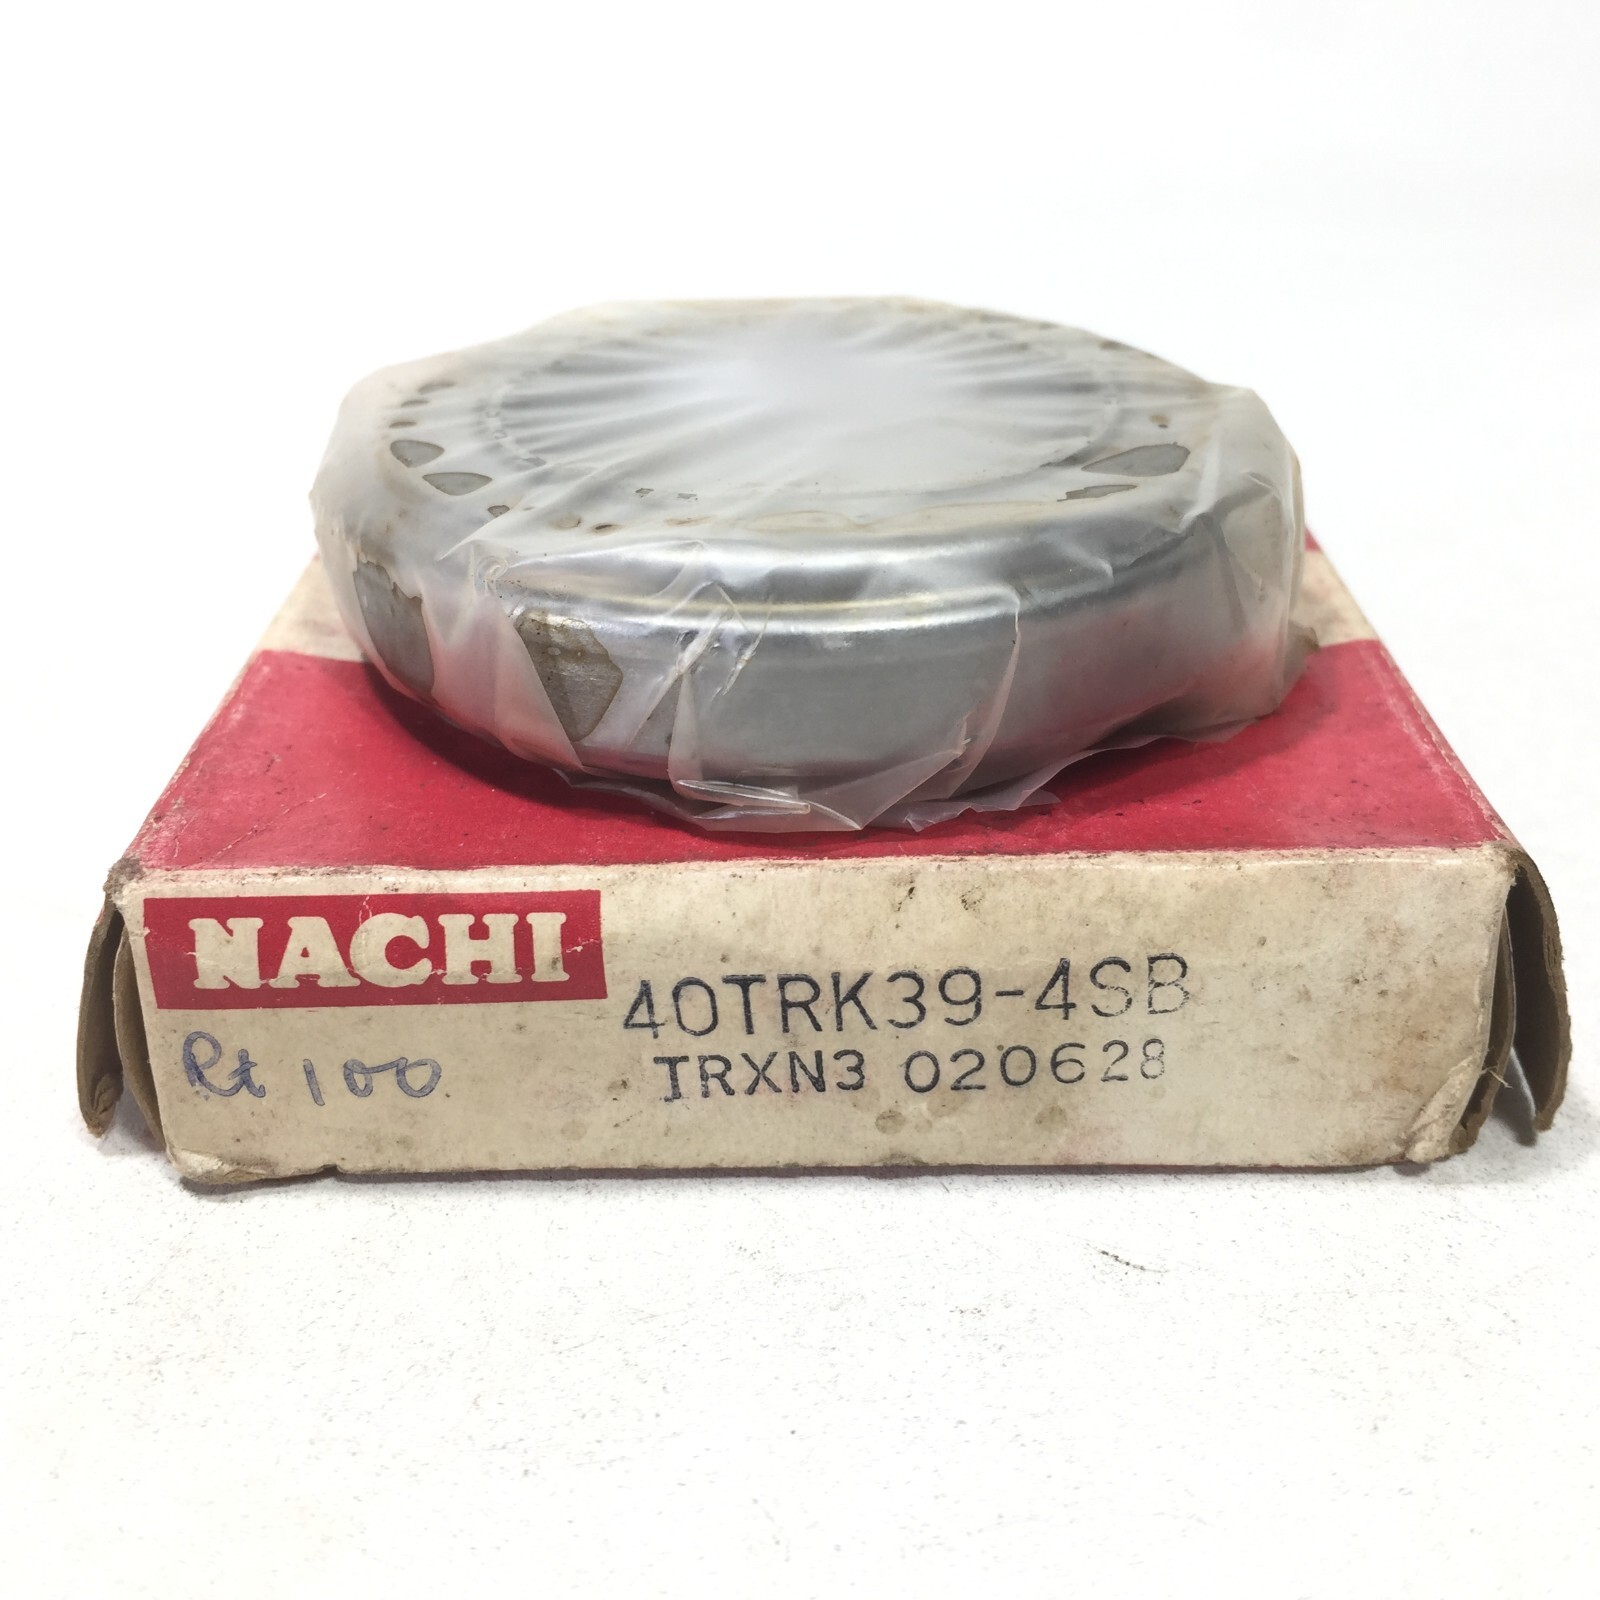 NACHI
40TRK39-4SB
TRXN3 020628
Rt 100